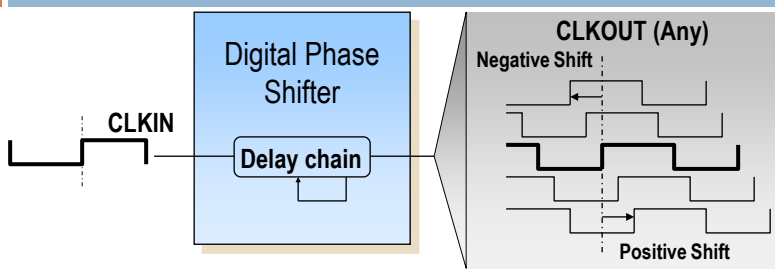 CLKIN
Digital Phase
Shifter
Delay chain
CLKOUT (Any)
Negative Shift
Positive Shift